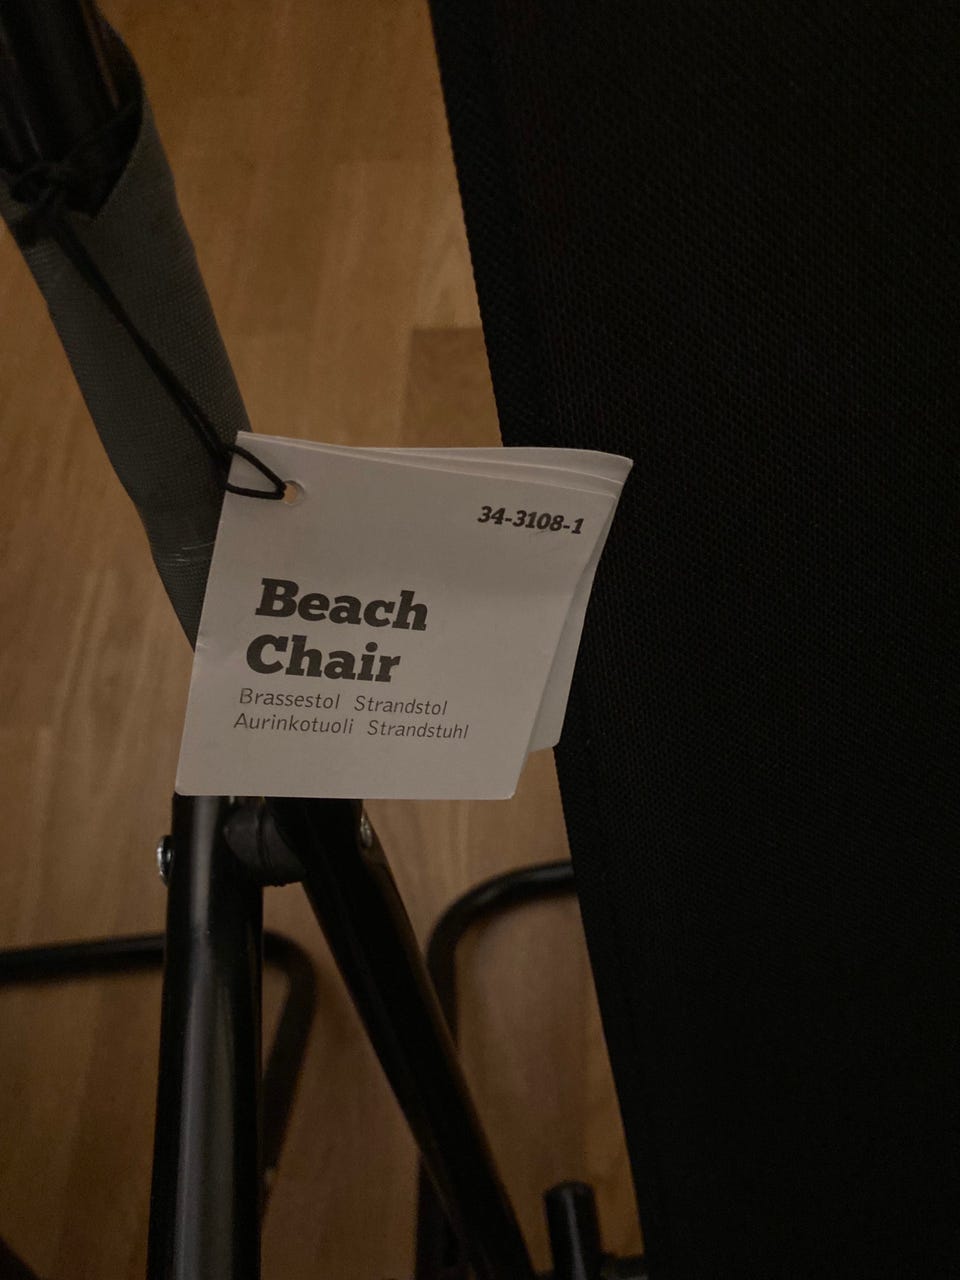 34-3108-1
Beach
Chair
Brassestol Strandstol
Aurinkotuoli Strandstuhl